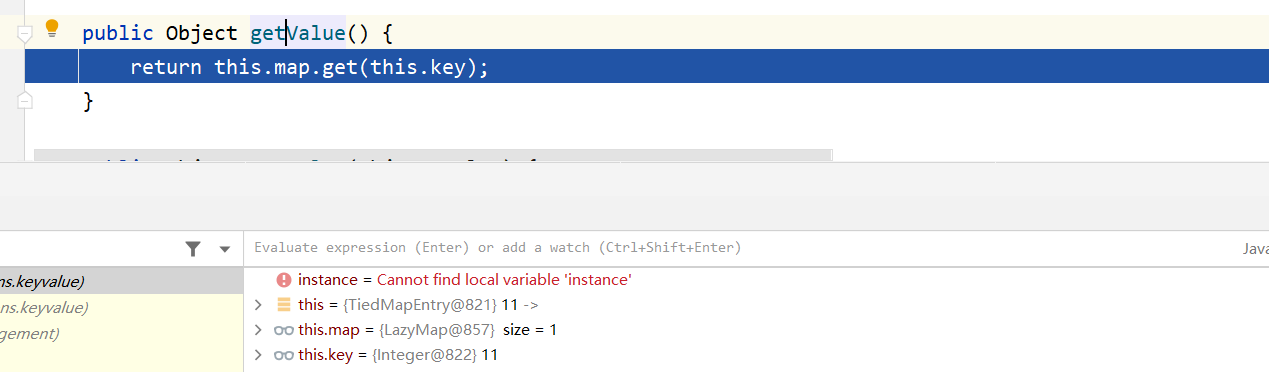 public Object getValue() {
return this.map.get(this.key);
}
Evaluate expression (Enter) or add a watch (Ctrl+Shift+Enter)
Java
ns.keyvalue)
ns.keyvalue)
gement)
instance = Cannot find local variable 'instance'
this = {TiedMapEntry@821} 11 ->
this.map = {LazyMap@857} size = 1
this.key = {Integer@822} 11